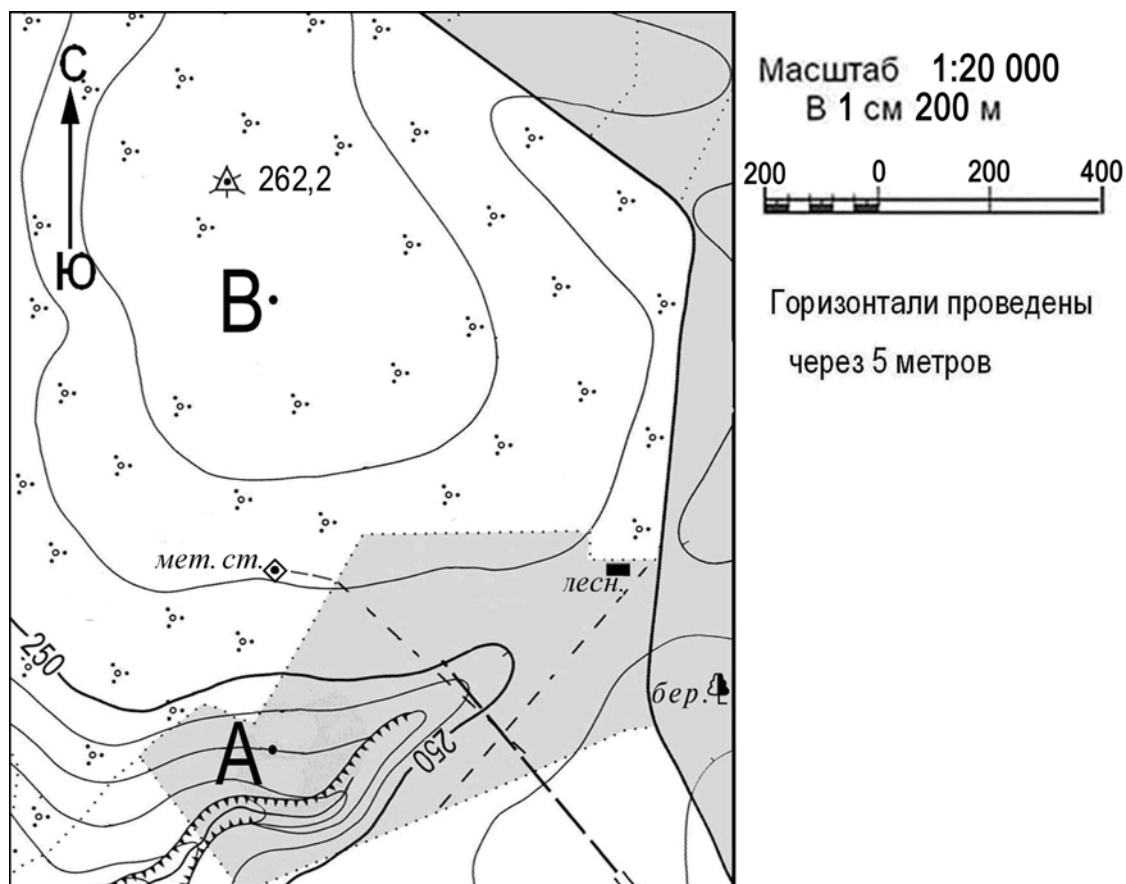 С
Ю
262,2
В
мет. ст.
лесн.
250
бер.
А
250
Масштаб 1:20 000
В 1 см 200 м
200 0 200 400
Горизонтали проведены
через 5 метров